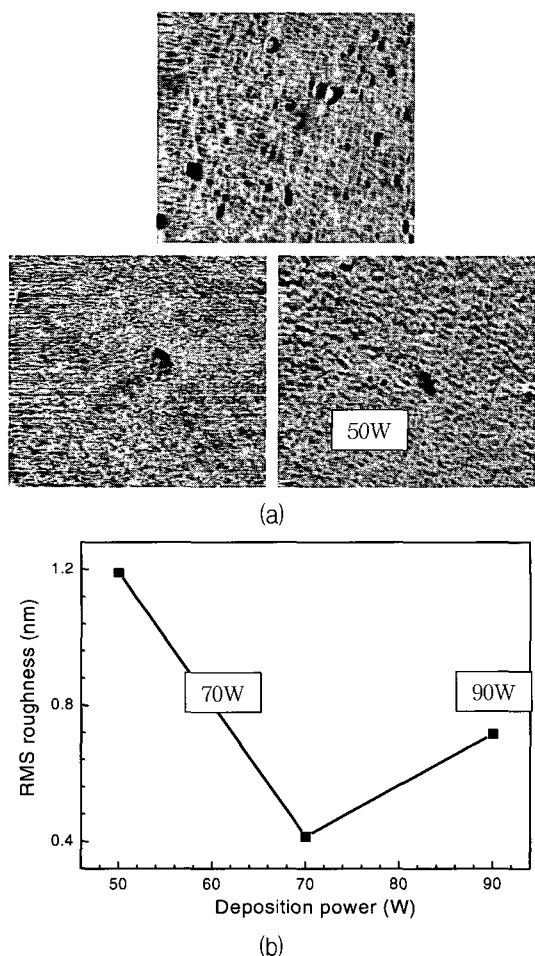 50W
(a)
RMS roughness (nm)
1.2
0.8
0.4
70W
90W
50
60
70
80
90
Deposition power (W)
(b)